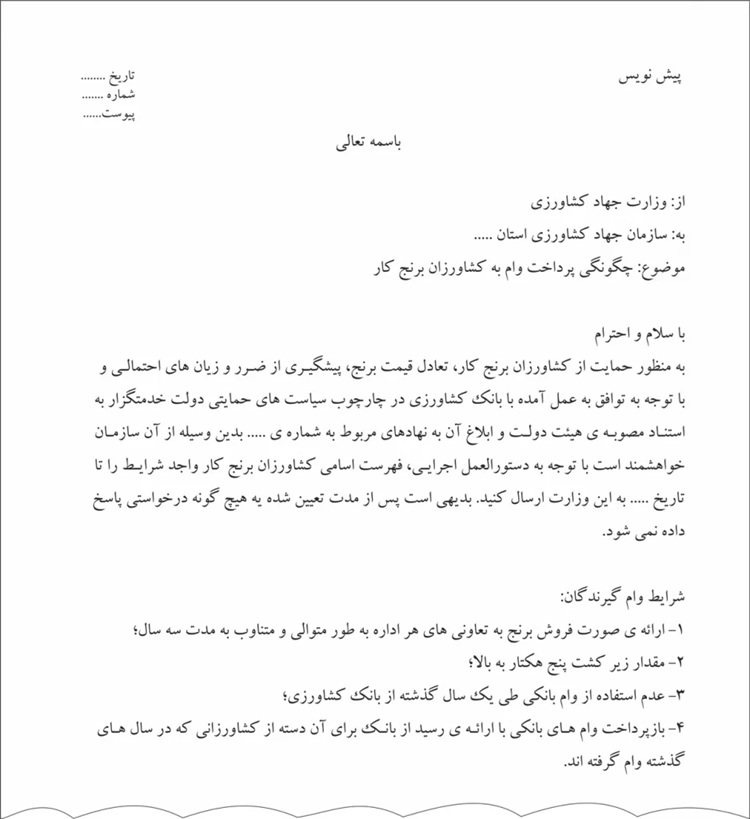 پیش نویس
تاریخ ........
شماره .......
پیوست......
باسمه تعالی
از: وزارت جهاد کشاورزی
به: سازمان جهاد کشاورزی استان .....
موضوع: چگونگی پرداخت وام به کشاورزان برنج کار
با سلام و احترام
به منظور حمایت از کشاورزان برنج کار، تعادل قیمت برنج، پیشگیری از ضرر و زیان های احتمالی و
با توجه به توافق به عمل آمده با بانک کشاورزی در چارچوب سیاست های حمایتی دولت خدمتگزار به
استناد مصوبه ی هیئت دولت و ابلاغ آن به نهادهای مربوط به شماره ی ..... بدین وسیله از آن سازمان
خواهشمند است با توجه به دستورالعمل اجرایی، فهرست اسامی کشاورزان برنج کار واجد شرایط را تا
تاریخ ..... به این وزارت ارسال کنید. بدیهی است پس از مدت تعیین شده یه هیچ گونه درخواستی پاسخ
داده نمی شود.
شرایط وام گیرندگان:
۱- ارائه ی صورت فروش برنج به تعاونی های هر اداره به طور متوالی و متناوب به مدت سه سال؛
۲- مقدار زیر کشت پنج هکتار به بالا؛
۳- عدم استفاده از وام بانکی طی یک سال گذشته از بانک کشاورزی؛
۴- بازپرداخت وام های بانکی با ارائه ی رسید از بانک برای آن دسته از کشاورزانی که در سال های
گذشته وام گرفته اند.